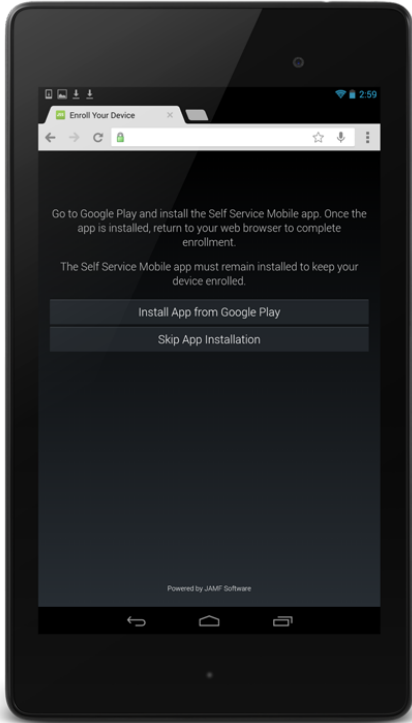 2:59
Enroll Your Device
Go to Google Play and install the Self Service Mobile app. Once the
app is installed, return to your web browser to complete
enrollment.
The Self Service Mobile app must remain installed to keep your
device enrolled.
Install App from Google Play
Skip App Installation
Powered by JAMF Software